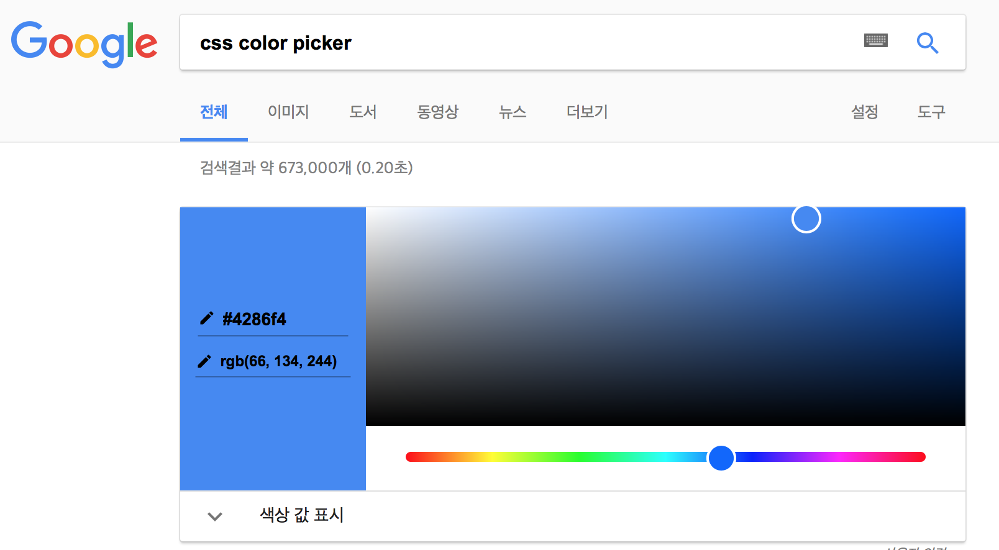 Google
css color picker
전체 이미지 도서 동영상 뉴스 더보기 설정 도구
검색결과 약 673,000개 (0.20초)
#4286f4
rgb(66, 134, 244)
색상 값 표시